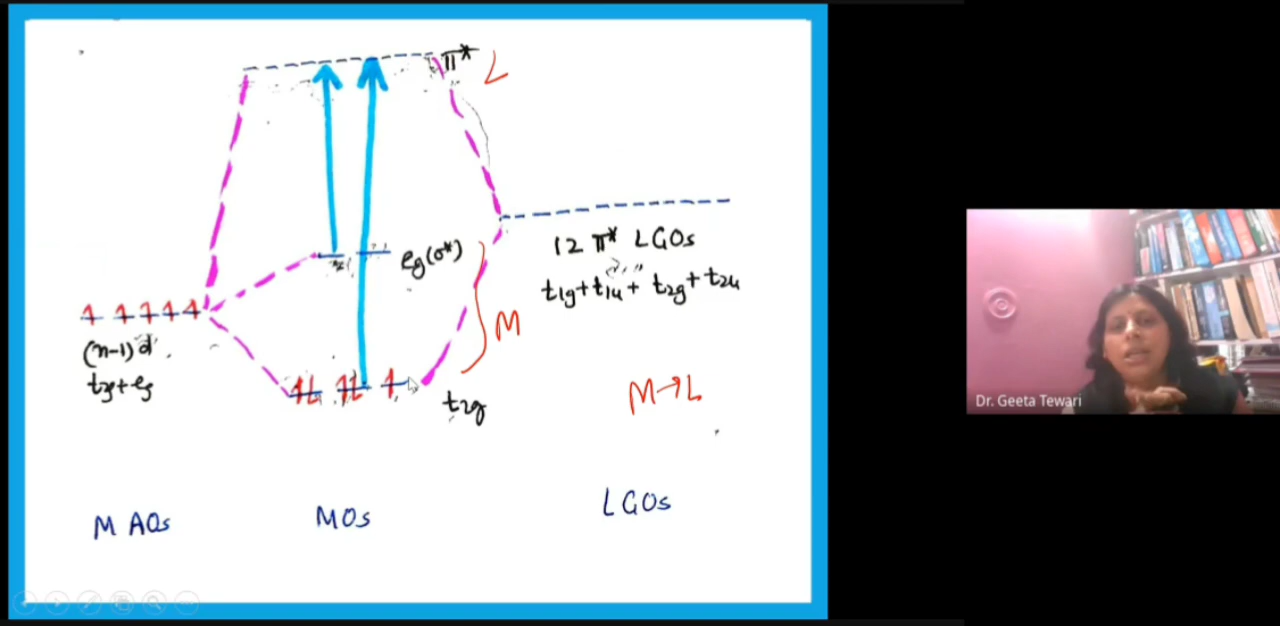 π* L
eg(σ*)
12 π* LGOs
t1g+t1u+ t2g+t2u
(n-1) d
t2g+eg
M
M→L
t2g
M AOs
MOs
LGOs
Dr. Geeta Tewari